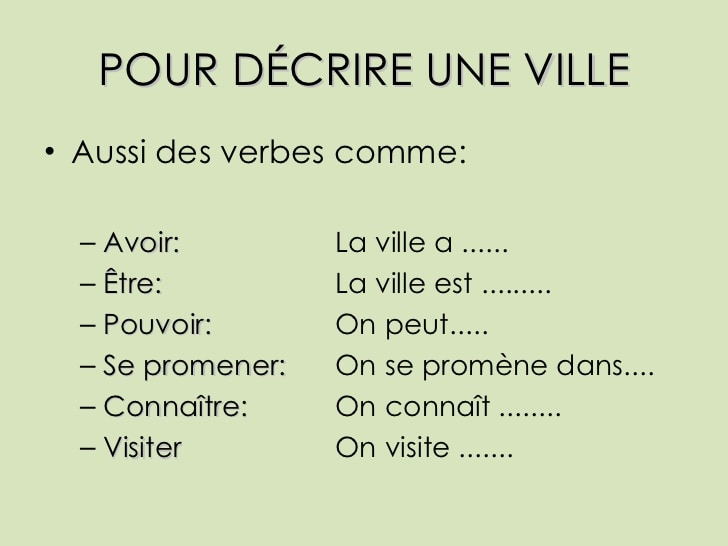 POUR DÉCRIRE UNE VILLE
• Aussi des verbes comme:
– Avoir: La ville a ......
– Être: La ville est .........
– Pouvoir: On peut.....
– Se promener: On se promène dans....
– Connaître: On connaît ........
– Visiter On visite .......